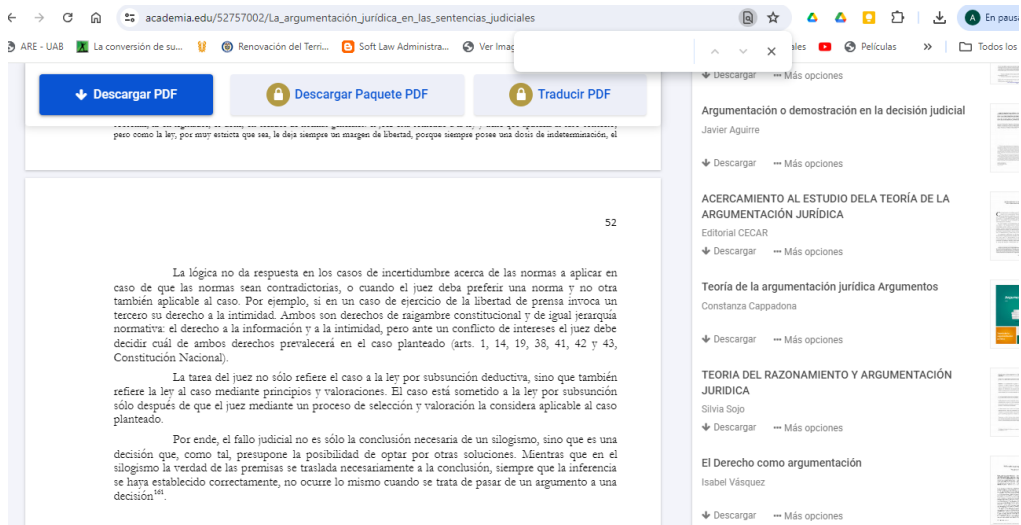 academia.edu/52757002/La_argumentación_jurídica_en_las_sentencias_judiciales
A
En pausa
ARE - UAB
La conversión de su...
Renovación del Terri...
Soft Law Administra...
Ver Imag
ales
Películas
»
Todos los
Descargar PDF
Descargar Paquete PDF
Traducir PDF
pero como la ley, por muy estricta que sea, le deja siempre un margen de libertad, porque siempre posee una dosis de indeterminación, el
52
La lógica no da respuesta en los casos de incertidumbre acerca de las normas a aplicar en
caso de que las normas sean contradictorias, o cuando el juez deba preferir una norma y no otra
también aplicable al caso. Por ejemplo, si en un caso de ejercicio de la libertad de prensa invoca un
tercero su derecho a la intimidad. Ambos son derechos de raigambre constitucional y de igual jerarquía
normativa: el derecho a la información y a la intimidad, pero ante un conflicto de intereses el juez debe
decidir cuál de ambos derechos prevalecerá en el caso planteado (arts. 1, 14, 19, 38, 41, 42 y 43,
Constitución Nacional).
La tarea del juez no sólo refiere el caso a la ley por subsunción deductiva, sino que también
refiere la ley al caso mediante principios y valoraciones. El caso está sometido a la ley por subsunción
sólo después de que el juez mediante un proceso de selección y valoración la considera aplicable al caso
planteado.
Por ende, el fallo judicial no es sólo la conclusión necesaria de un silogismo, sino que es una
decisión que, como tal, presupone la posibilidad de optar por otras soluciones. Mientras que en el
silogismo la verdad de las premisas se traslada necesariamente a la conclusión, siempre que la inferencia
se haya establecido correctamente, no ocurre lo mismo cuando se trata de pasar de un argumento a una
decisión161.
Descargar ••• Más opciones
Argumentación o demostración en la decisión judicial
Javier Aguirre
Descargar ••• Más opciones
ACERCAMIENTO AL ESTUDIO DELA TEORÍA DE LA
ARGUMENTACIÓN JURÍDICA
Editorial CECAR
Descargar ••• Más opciones
Teoría de la argumentación jurídica Argumentos
Constanza Cappadona
Descargar ••• Más opciones
TEORIA DEL RAZONAMIENTO Y ARGUMENTACIÓN
JURIDICA
Silvia Sojo
Descargar ••• Más opciones
El Derecho como argumentación
Isabel Vásquez
Descargar ••• Más opciones